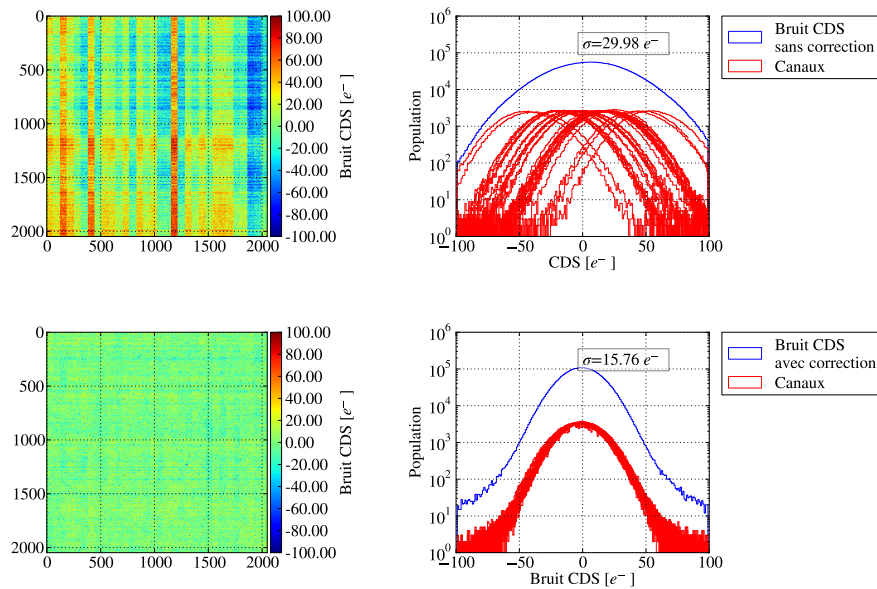 0
500
1000
1500
2000
0 500 1000 1500 2000
100.00
80.00
60.00
40.00
20.00
0.00
-20.00
-40.00
-60.00
-80.00
-100.00
Bruit CDS [e⁻ ]
10⁶
10⁵
10⁴
10³
10²
10¹
10⁰
Population
σ=29.98 e⁻
−100 −50 0 50 100
CDS [e⁻ ]
Bruit CDS
sans correction
Canaux
0
500
1000
1500
2000
0 500 1000 1500 2000
100.00
80.00
60.00
40.00
20.00
0.00
-20.00
-40.00
-60.00
-80.00
-100.00
Bruit CDS [e⁻ ]
10⁶
10⁵
10⁴
10³
10²
10¹
10⁰
Population
σ=15.76 e⁻
−100 −50 0 50 100
Bruit CDS [e⁻ ]
Bruit CDS
avec correction
Canaux